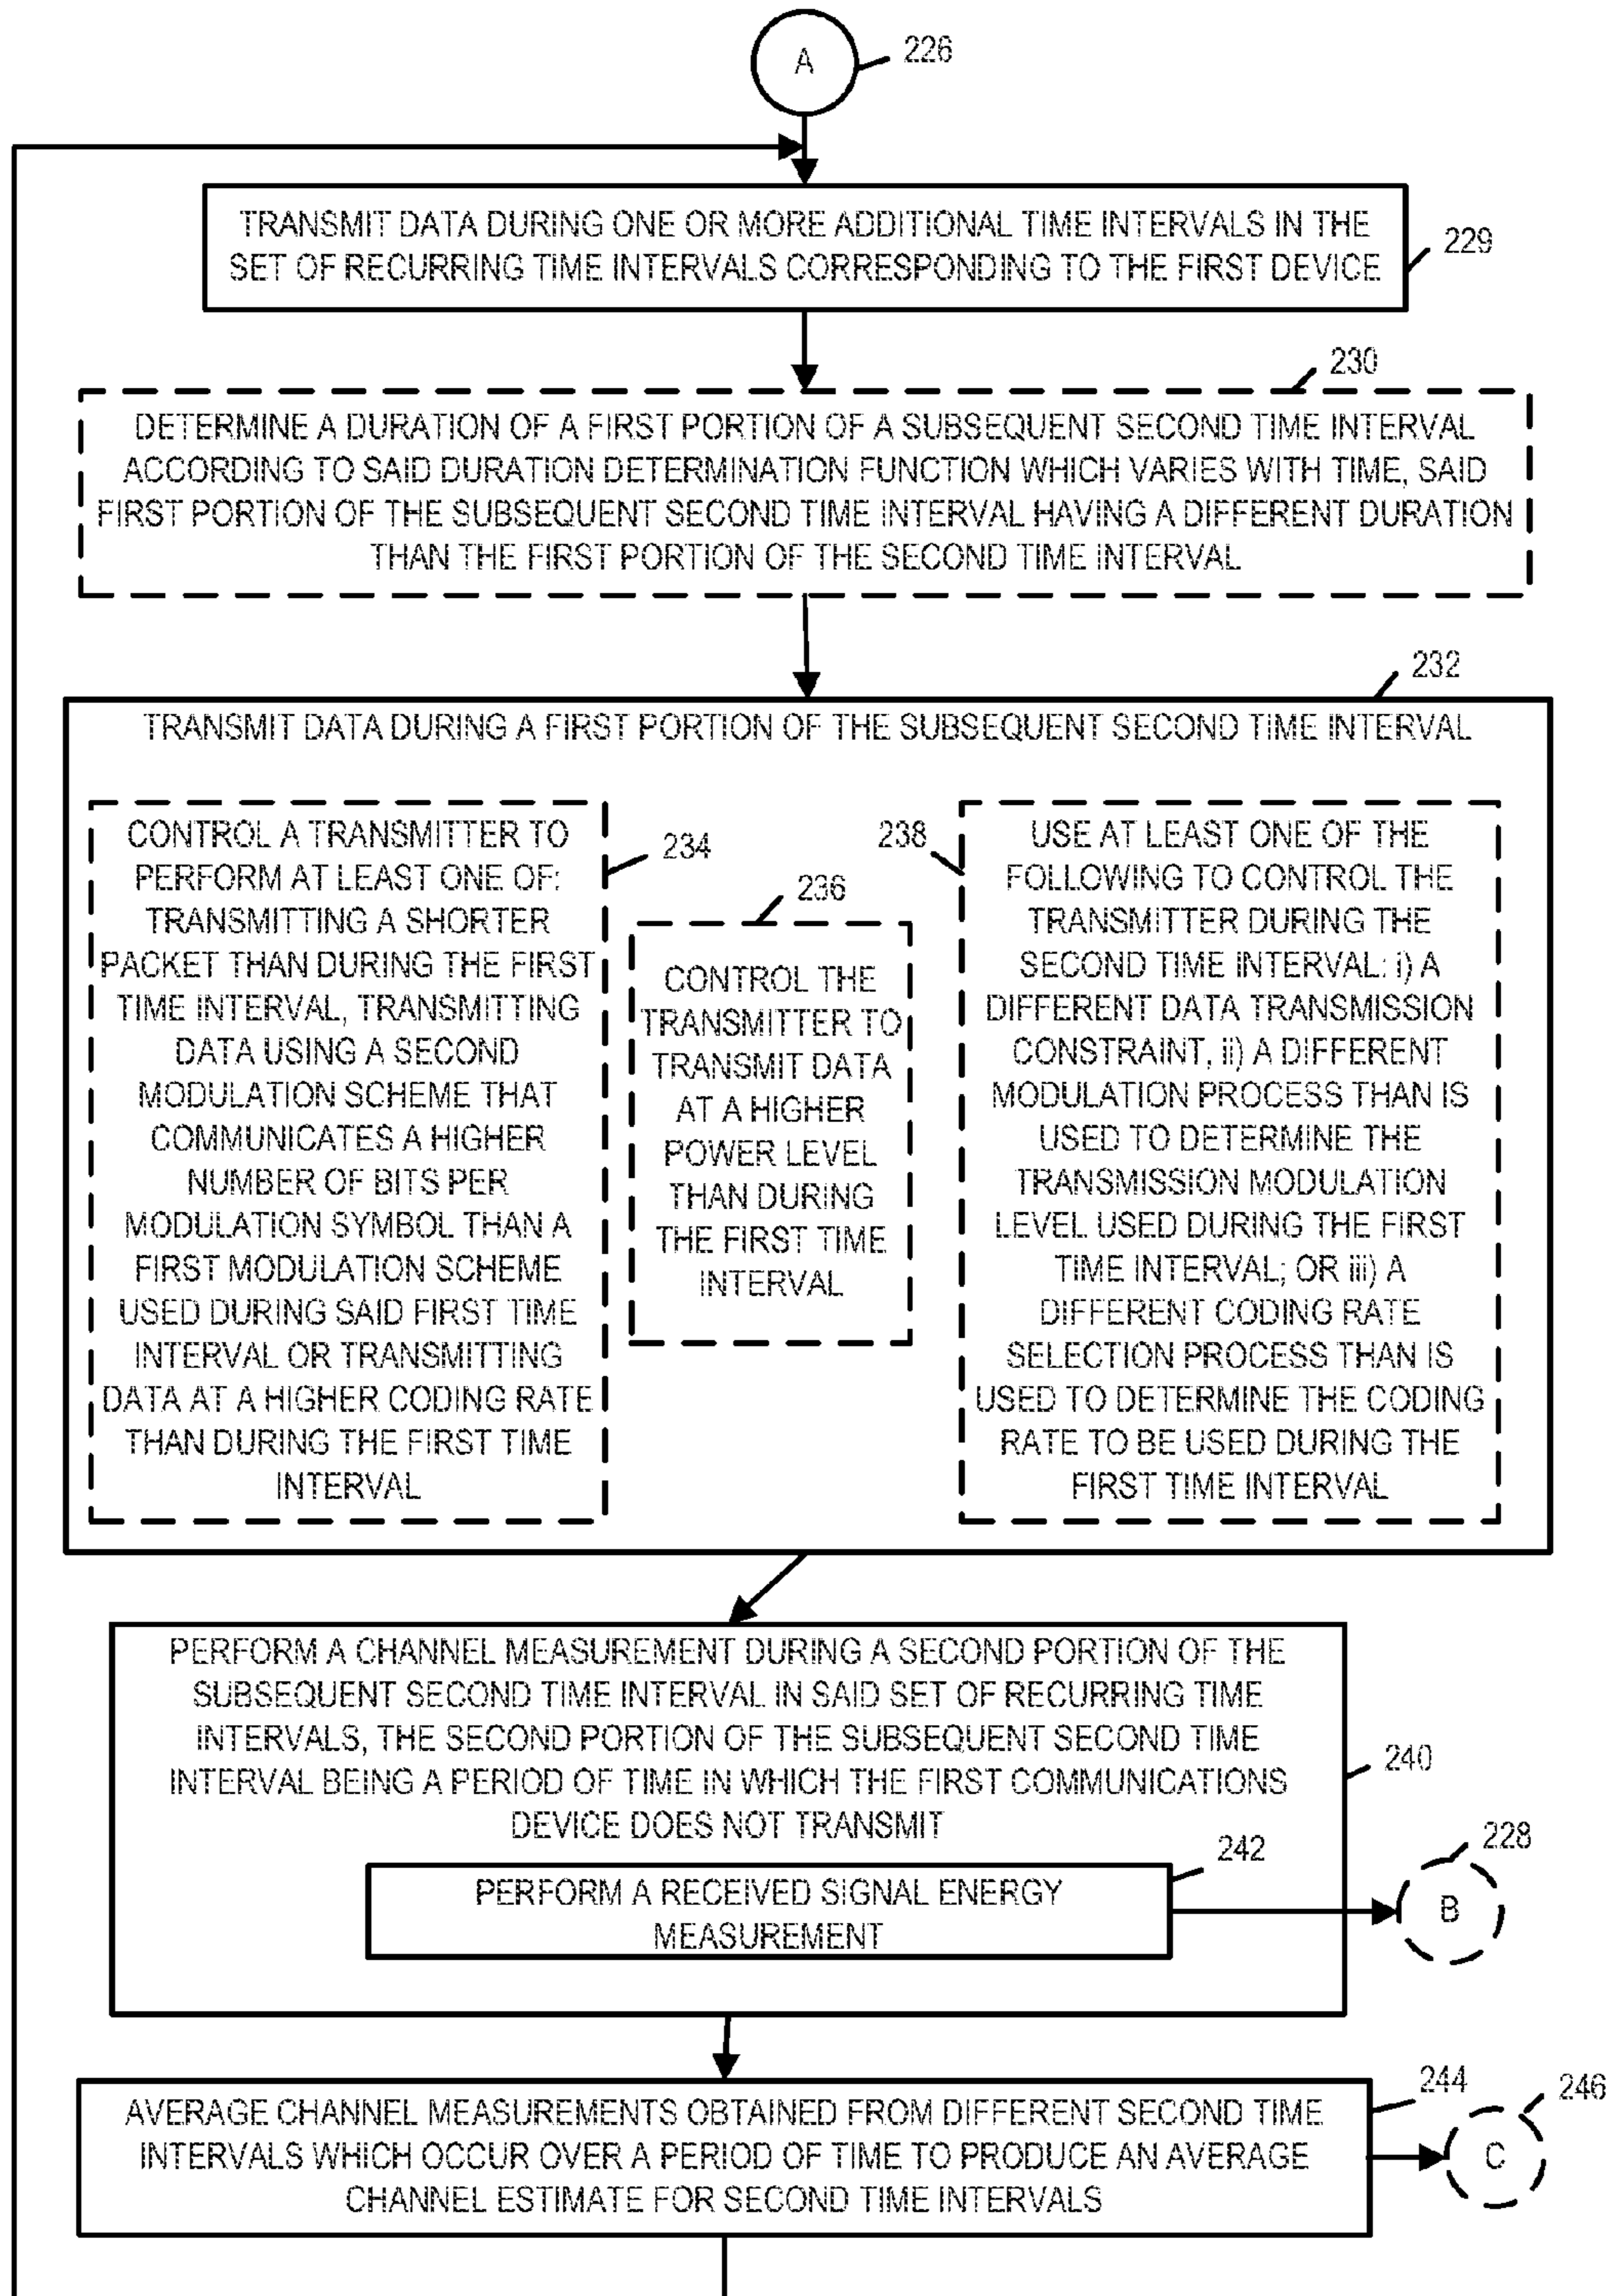 A
226
TRANSMIT DATA DURING ONE OR MORE ADDITIONAL TIME INTERVALS IN THE
SET OF RECURRING TIME INTERVALS CORRESPONDING TO THE FIRST DEVICE
229
230
DETERMINE A DURATION OF A FIRST PORTION OF A SUBSEQUENT SECOND TIME INTERVAL
ACCORDING TO SAID DURATION DETERMINATION FUNCTION WHICH VARIES WITH TIME, SAID
FIRST PORTION OF THE SUBSEQUENT SECOND TIME INTERVAL HAVING A DIFFERENT DURATION
THAN THE FIRST PORTION OF THE SECOND TIME INTERVAL
232
TRANSMIT DATA DURING A FIRST PORTION OF THE SUBSEQUENT SECOND TIME INTERVAL
CONTROL A TRANSMITTER TO
PERFORM AT LEAST ONE OF:
TRANSMITTING A SHORTER
PACKET THAN DURING THE FIRST
TIME INTERVAL, TRANSMITTING
DATA USING A SECOND
MODULATION SCHEME THAT
COMMUNICATES A HIGHER
NUMBER OF BITS PER
MODULATION SYMBOL THAN A
FIRST MODULATION SCHEME
USED DURING SAID FIRST TIME
INTERVAL OR TRANSMITTING
DATA AT A HIGHER CODING RATE
THAN DURING THE FIRST TIME
INTERVAL
234
236
CONTROL THE
TRANSMITTER TO
TRANSMIT DATA
AT A HIGHER
POWER LEVEL
THAN DURING
THE FIRST TIME
INTERVAL
238
USE AT LEAST ONE OF THE
FOLLOWING TO CONTROL THE
TRANSMITTER DURING THE
SECOND TIME INTERVAL: i) A
DIFFERENT DATA TRANSMISSION
CONSTRAINT, ii) A DIFFERENT
MODULATION PROCESS THAN IS
USED TO DETERMINE THE
TRANSMISSION MODULATION
LEVEL USED DURING THE FIRST
TIME INTERVAL; OR iii) A
DIFFERENT CODING RATE
SELECTION PROCESS THAN IS
USED TO DETERMINE THE CODING
RATE TO BE USED DURING THE
FIRST TIME INTERVAL
PERFORM A CHANNEL MEASUREMENT DURING A SECOND PORTION OF THE
SUBSEQUENT SECOND TIME INTERVAL IN SAID SET OF RECURRING TIME
INTERVALS, THE SECOND PORTION OF THE SUBSEQUENT SECOND TIME
INTERVAL BEING A PERIOD OF TIME IN WHICH THE FIRST COMMUNICATIONS
DEVICE DOES NOT TRANSMIT
240
242
PERFORM A RECEIVED SIGNAL ENERGY
MEASUREMENT
228
B
AVERAGE CHANNEL MEASUREMENTS OBTAINED FROM DIFFERENT SECOND TIME
INTERVALS WHICH OCCUR OVER A PERIOD OF TIME TO PRODUCE AN AVERAGE
CHANNEL ESTIMATE FOR SECOND TIME INTERVALS
244
246
C